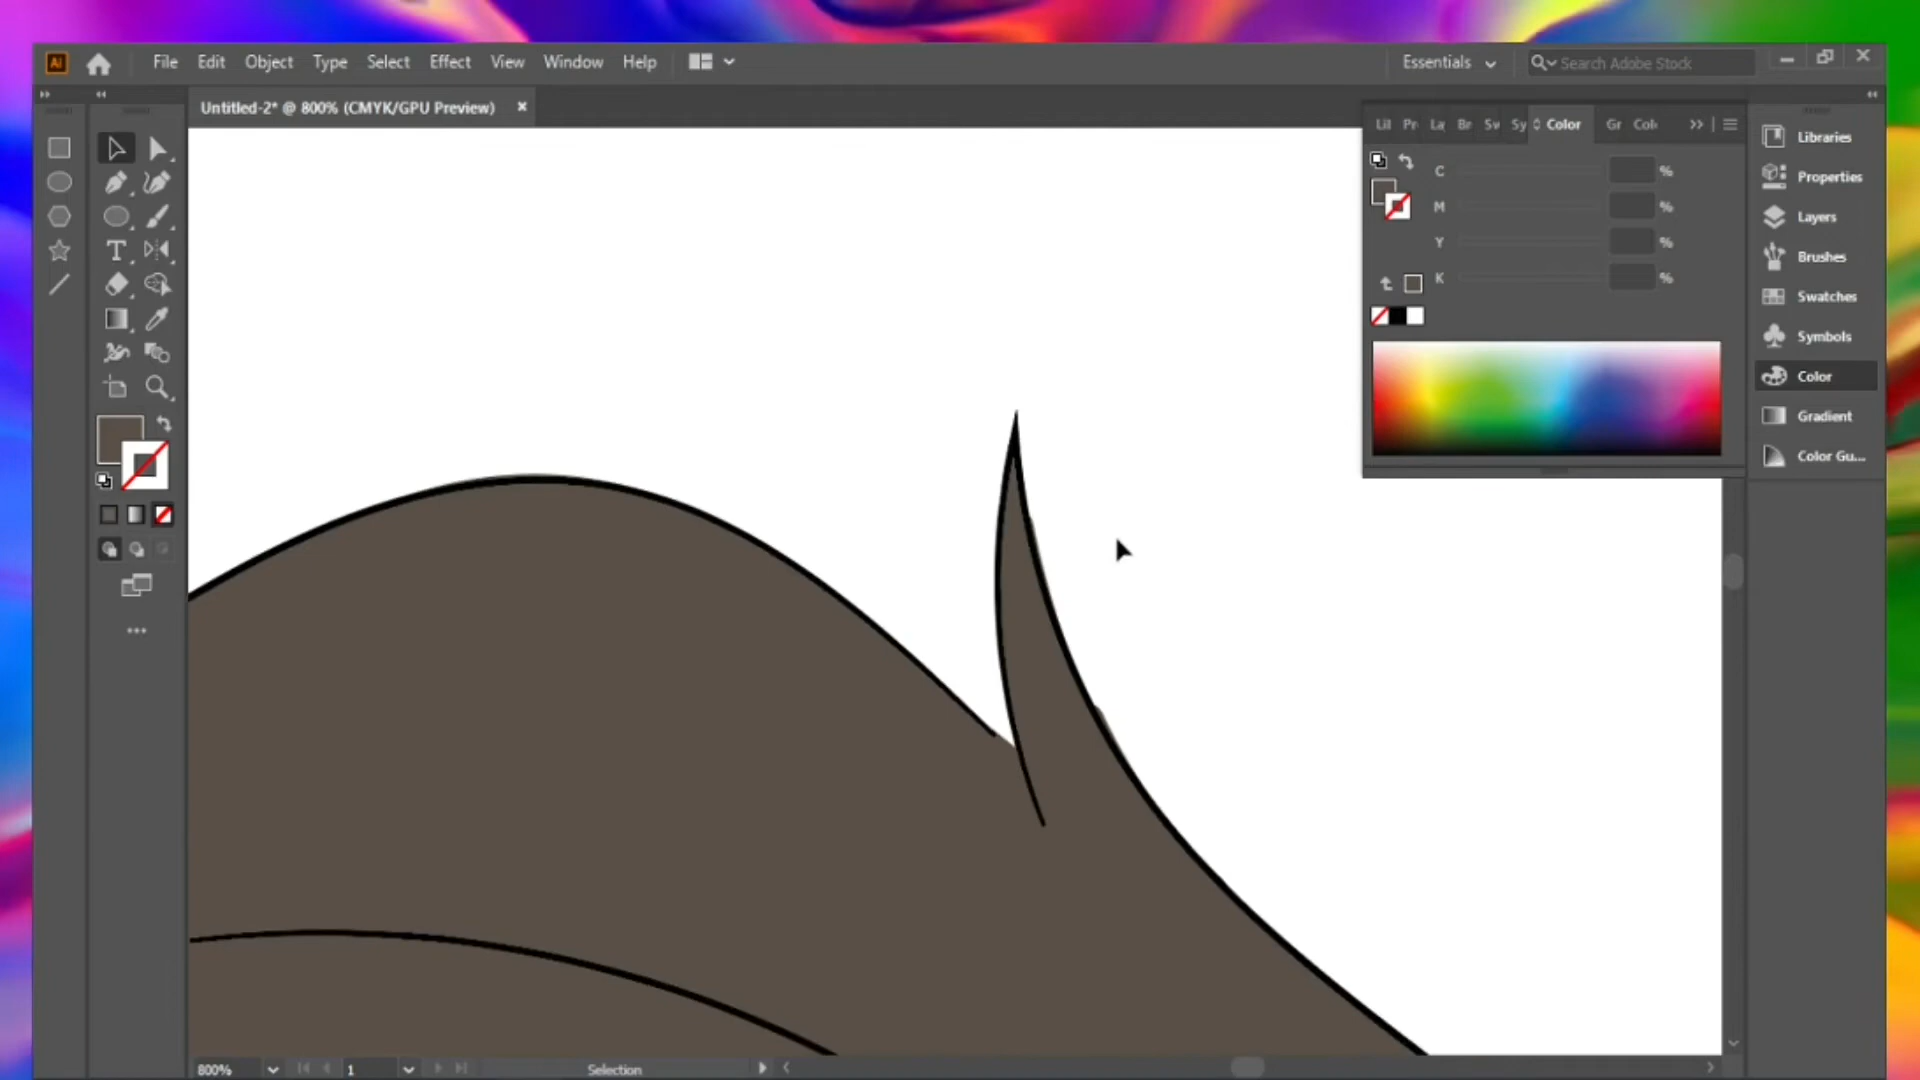 Ai
File Edit Object Type Select Effect View Window Help
Essentials
Search Adobe Stock
Untitled-2* @ 800% (CMYK/GPU Preview)
Lil Pr La Br Sw Sy Color Gr Col
C %
M %
Y %
K %
Libraries
Properties
Layers
Brushes
Swatches
Symbols
Color
Gradient
Color Gu...
T
800%
1
Selection